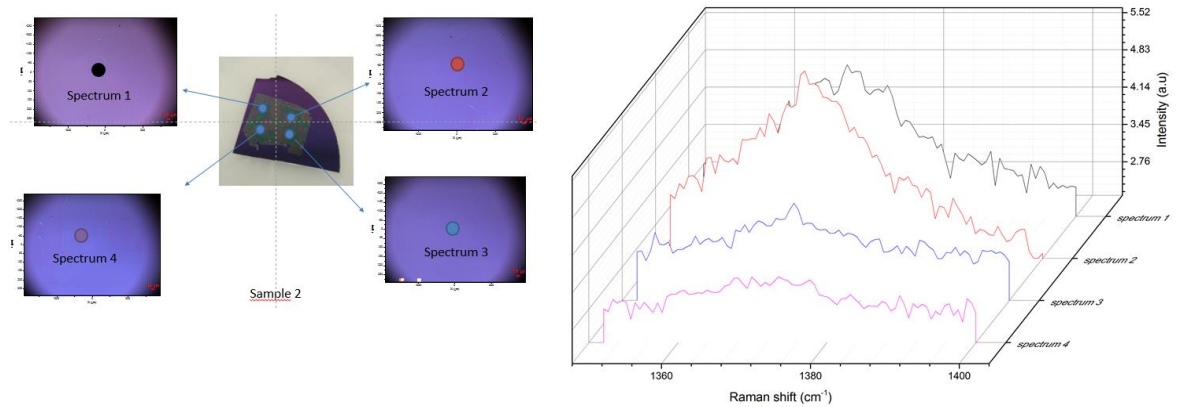 Spectrum 1
Spectrum 2
Spectrum 4
Spectrum 3
Sample 2
5.52
4.83
4.14
3.45
2.76
Intensity (a.u)
spectrum 1
spectrum 2
spectrum 3
spectrum 4
1360
1380
1400
Raman shift (cm⁻¹)